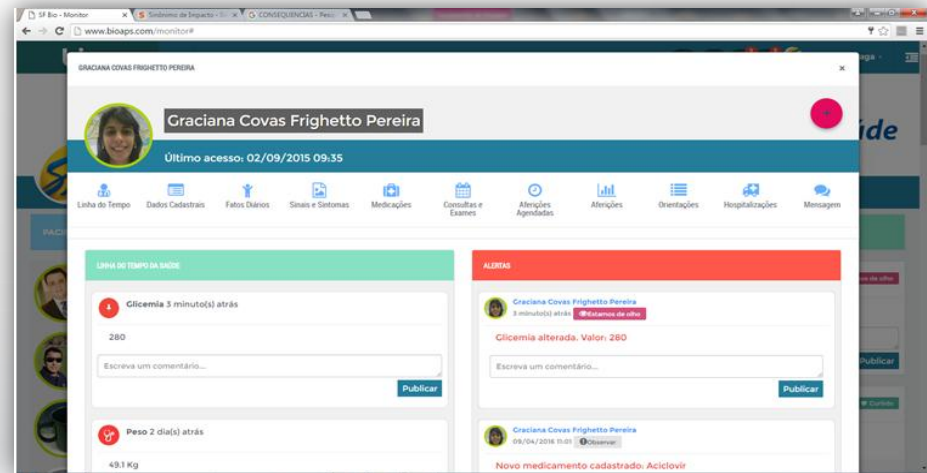 SF Bio - Monitor
Sinônimo de Impacto - Si
CONSEQUENCIAS - Pesq
www.bioaps.com/monitor#
GRACIANA COVAS FRIGHETTO PEREIRA
Graciana Covas Frighetto Pereira
Último acesso: 02/09/2015 09:35
Linha do Tempo
Dados Cadastrais
Fatos Diários
Sinais e Sintomas
Medicações
Consultas e
Exames
Aferições
Agendadas
Aferições
Orientações
Hospitalizações
Mensagem
LINHA DO TEMPO DA SAÚDE
Glicemia 3 minuto(s) atrás
280
Escreva um comentário...
Publicar
Peso 2 dia(s) atrás
49.1 Kg
ALERTAS
Graciana Covas Frighetto Pereira
3 minuto(s) atrás Estamos de olho
Glicemia alterada. Valor: 280
Escreva um comentário...
Publicar
Graciana Covas Frighetto Pereira
09/04/2016 11:01 Observar
Novo medicamento cadastrado: Aciclovir
PACI
úde
Publicar